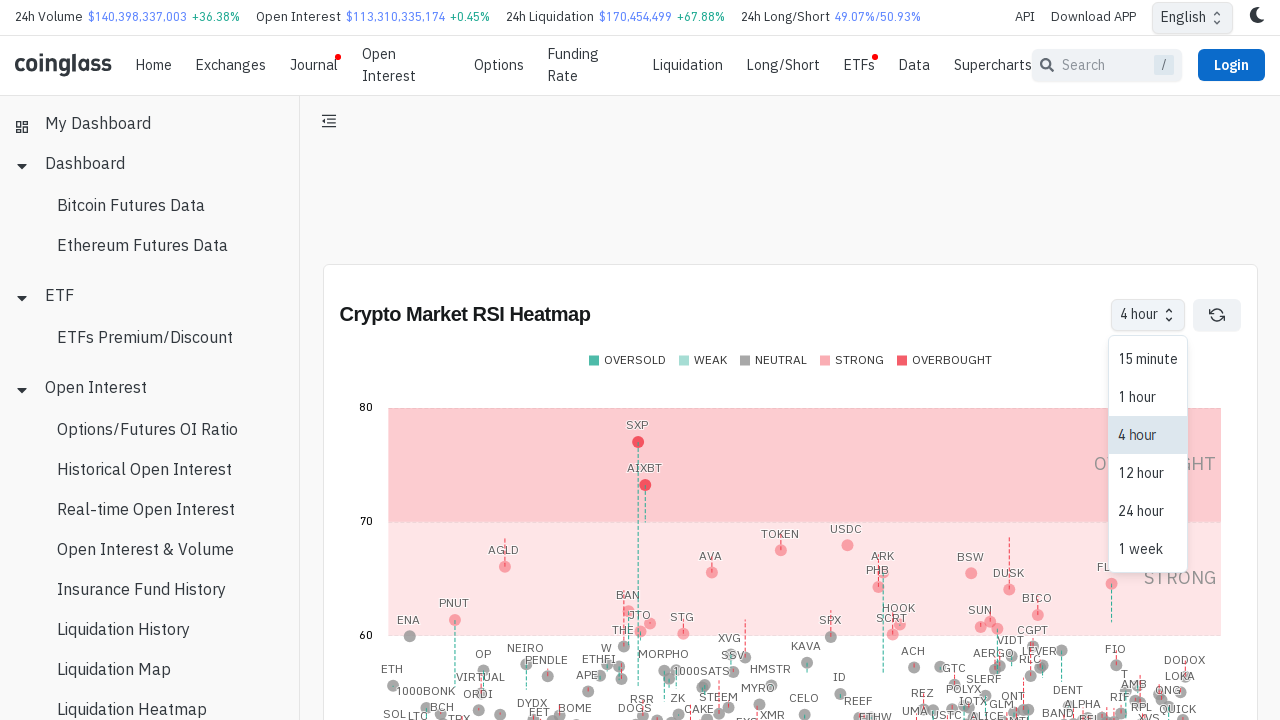 24h Volume $140,398,337,003 +36.38% Open Interest $113,310,335,174 +0.45% 24h Liquidation $170,454,499 +67.88% 24h Long/Short 49.07%/50.93% API Download APP English
coinglass Home Exchanges Journal Open Interest Options Funding Rate Liquidation Long/Short ETFs Data Supercharts Search / Login
My Dashboard
Dashboard
Bitcoin Futures Data
Ethereum Futures Data
ETF
ETFs Premium/Discount
Open Interest
Options/Futures OI Ratio
Historical Open Interest
Real-time Open Interest
Open Interest & Volume
Insurance Fund History
Liquidation History
Liquidation Map
Liquidation Heatmap
Crypto Market RSI Heatmap
4 hour
15 minute
1 hour
4 hour
12 hour
24 hour
1 week
OVERSOLD WEAK NEUTRAL STRONG OVERBOUGHT
80
SXP
AIXBT
70
TOKEN USDC
AGLD AVA ARK BSW
PHB DUSK
STRONG
BAN BICO
PNUT HOOK SUN
ENA JTO STG SCRT SPX
60 THE CGPT
XVG VIDT
NEIRO W KAVA LEVER FIO
OP PENDLE ETHFI MORPHO SSV AERGO RLC DODOX
ETH VIRTUAL APE 1000SATS HMSTR ID ACH GTC SLERF T LOKA
1000BONK ORDI RSR ZK STEEM MYRO CELO REEF REZ POLYX DENT AMB QNG
BCH DYDX BOME DOGS CAKE IOTX GLM ONT ALPHA RIF RPL QUICK
SOL LTO FET XMR ETHW UMA USTC ALICE BAND